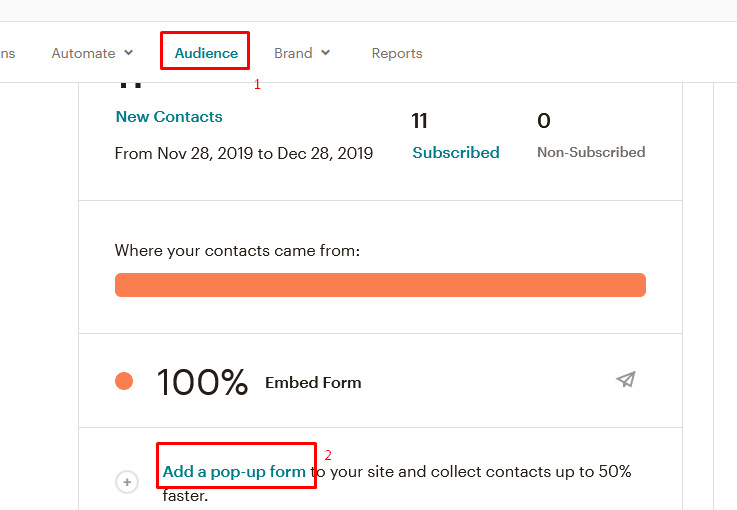 ns Automate Audience Brand Reports
1
New Contacts
11 0
From Nov 28, 2019 to Dec 28, 2019 Subscribed Non-Subscribed
Where your contacts came from:
100% Embed Form
2
Add a pop-up form to your site and collect contacts up to 50%
faster.